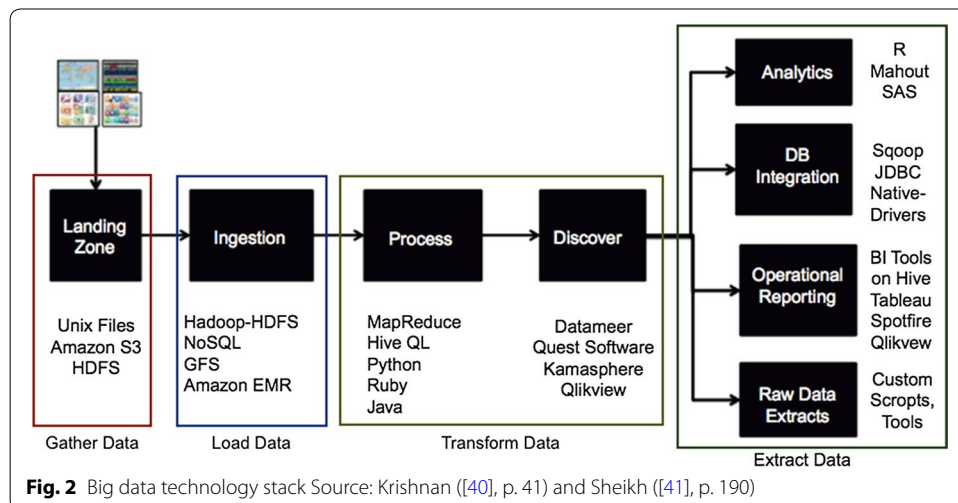 Landing
Zone
Unix Files
Amazon S3
HDFS
Gather Data
Ingestion
Hadoop-HDFS
NoSQL
GFS
Amazon EMR
Load Data
Process
MapReduce
Hive QL
Python
Ruby
Java
Discover
Datameer
Quest Software
Kamasphere
Qlikview
Transform Data
Analytics
R
Mahout
SAS
DB
Integration
Sqoop
JDBC
Native-
Drivers
Operational
Reporting
BI Tools
on Hive
Tableau
Spotfire
Qlikvew
Raw Data
Extracts
Custom
Scropts,
Tools
Extract Data
Fig. 2 Big data technology stack Source: Krishnan ([40], p. 41) and Sheikh ([41], p. 190)